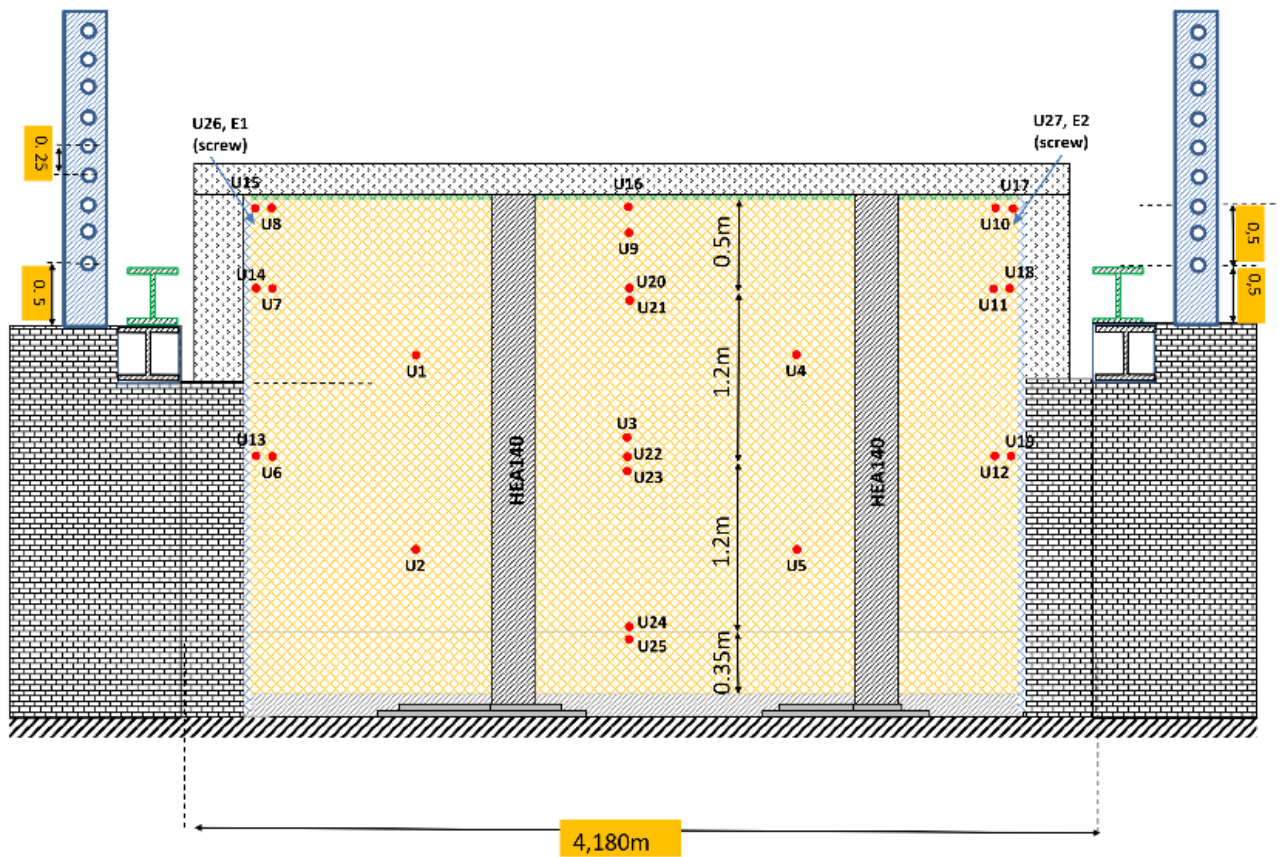 U26, E1
(screw)
U27, E2
(screw)
0. 25
U15
U16
U17
U8
U10
U9
0.5m
0,5
U14
U20
U18
U7
U21
U11
0. 5
0,5
U1
U4
1.2m
U3
U13
U22
U19
U6
U23
U12
HEA140
HEA140
1.2m
U2
U5
U24
U25
0.35m
4,180m